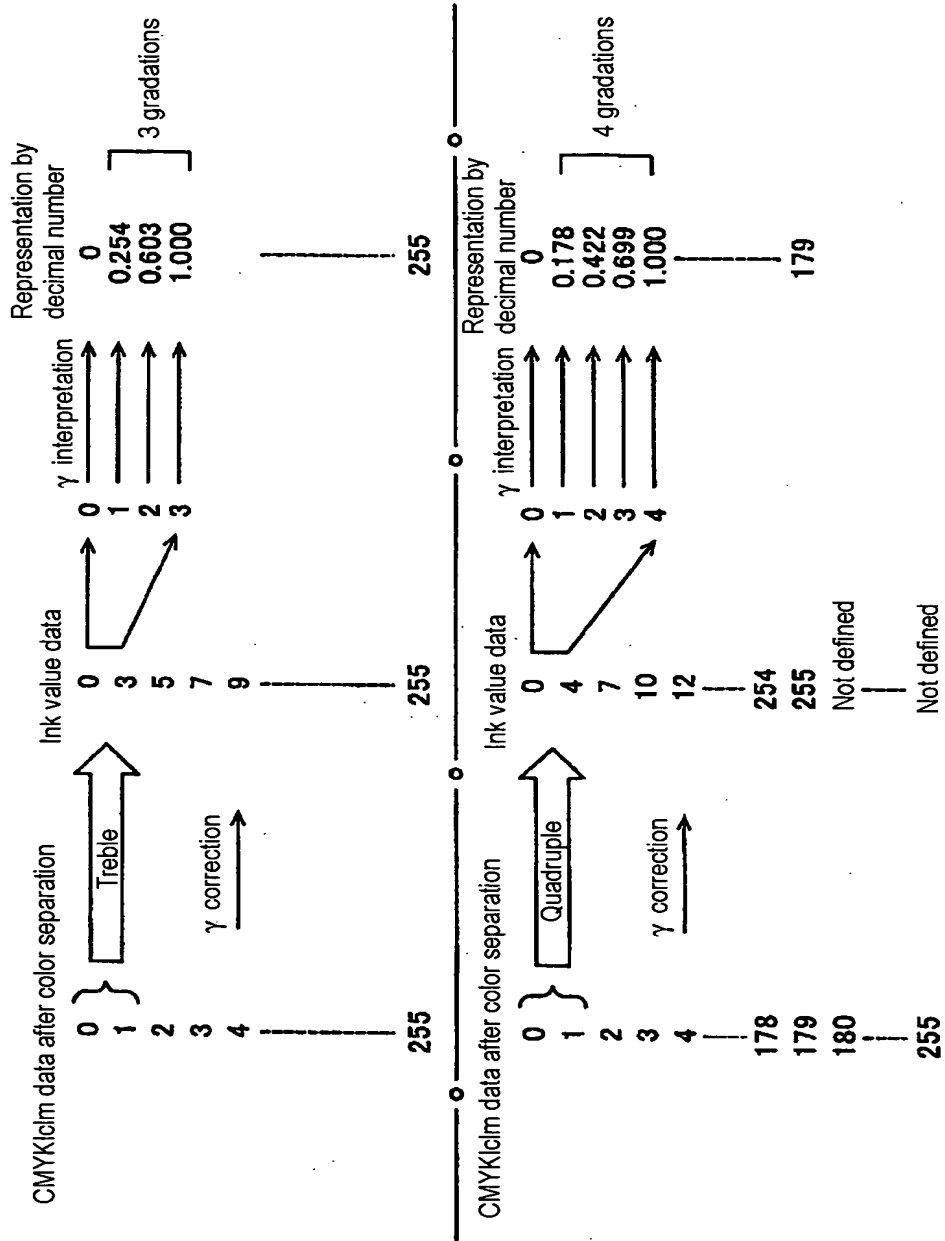 CMYKlclm data after color separation
0
1
2
3
4
255
Treble
γ correction
Ink value data
0
3
5
7
9
255
0
1
2
3
γ interpretation
Representation by
decimal number
0
0.254
0.603
1.000
255
3 gradations
CMYKlclm data after color separation
0
1
2
3
4
178
179
180
255
Quadruple
γ correction
Ink value data
0
4
7
10
12
254
255
Not defined
Not defined
0
1
2
3
4
γ interpretation
Representation by
decimal number
0
0.178
0.422
0.699
1.000
179
4 gradations